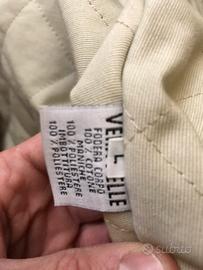 FODERA CORPO
100 % COTONE
MANICHE
100 % POLIESTERE
IMBOTTITURA
100 % POLIESTERE
subito